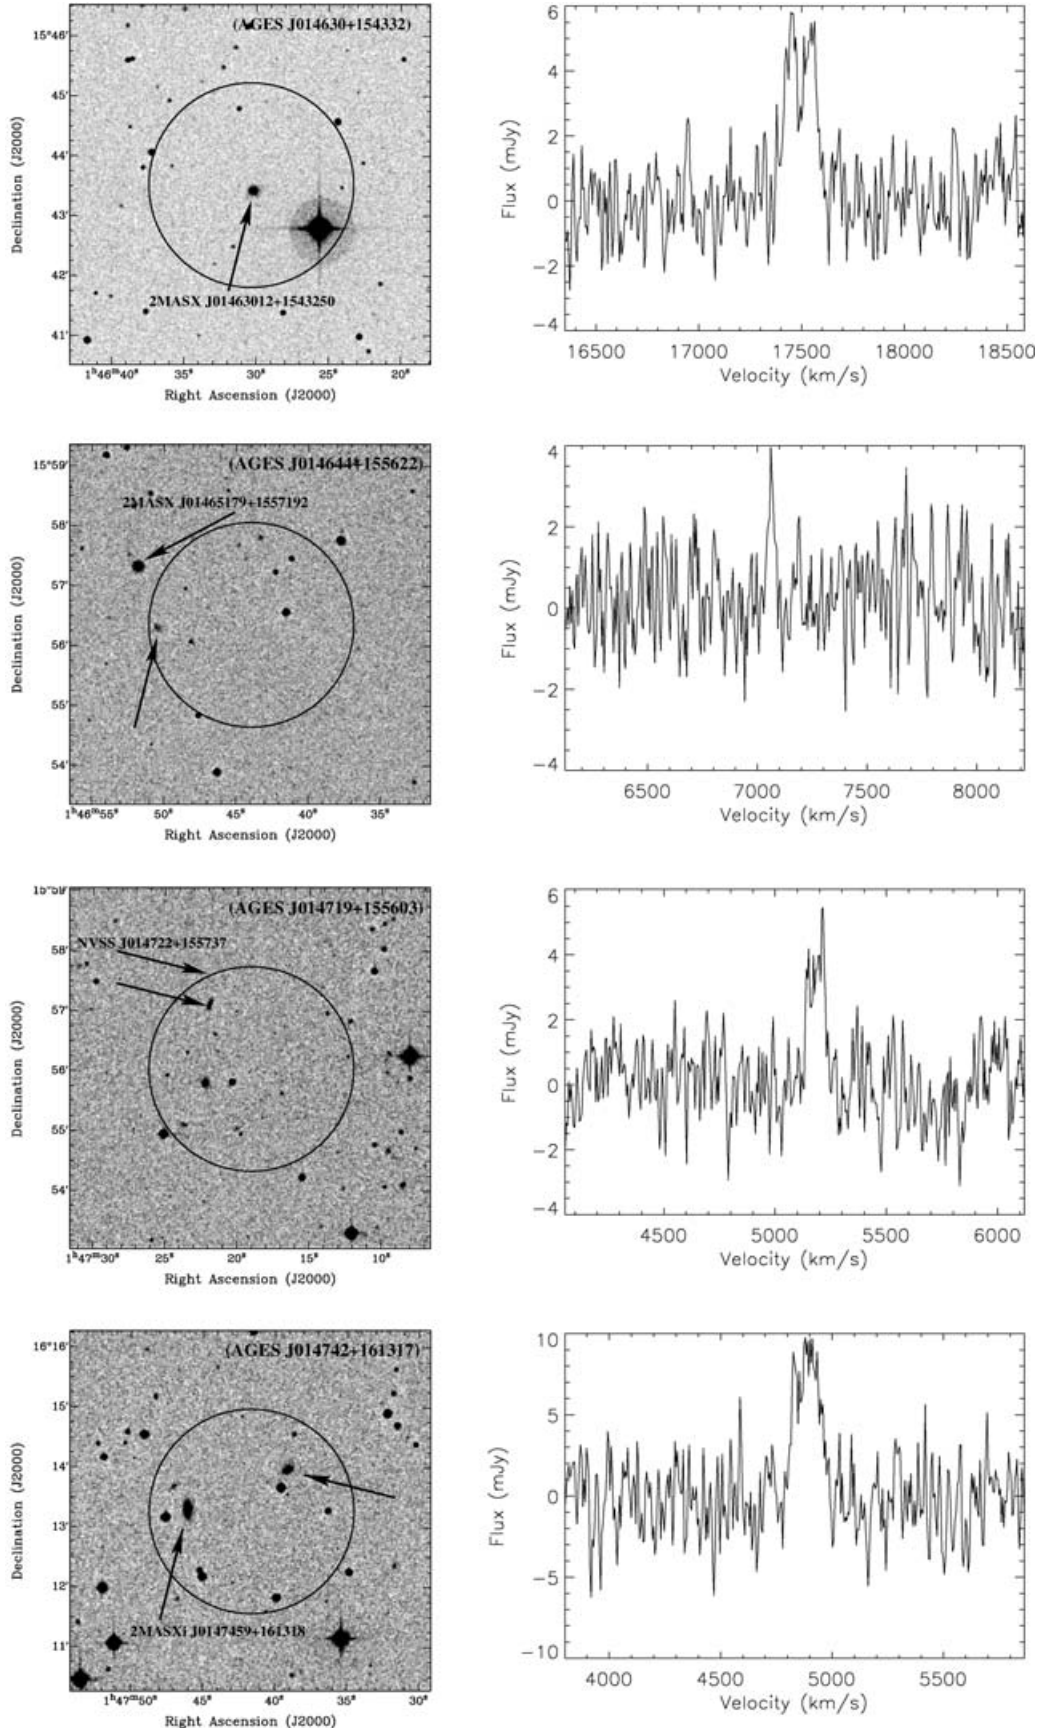 (AGES J014630+154332)
15°46'
45'
44'
43'
42'
41'
Declination (J2000)
2MASX J01463012+1543250
1ʰ46ᵐ40ˢ 35ˢ 30ˢ 25ˢ 20ˢ
Right Ascension (J2000)
6
4
2
0
−2
−4
Flux (mJy)
16500 17000 17500 18000 18500
Velocity (km/s)
(AGES J014644+155622)
15°59'
58'
57'
56'
55'
54'
Declination (J2000)
2MASX J01465179+1557192
1ʰ46ᵐ55ˢ 50ˢ 45ˢ 40ˢ 35ˢ
Right Ascension (J2000)
4
2
0
−2
−4
Flux (mJy)
6500 7000 7500 8000
Velocity (km/s)
(AGES J014719+155603)
15°59'
58'
57'
56'
55'
54'
Declination (J2000)
NVSS J014722+155737
1ʰ47ᵐ30ˢ 25ˢ 20ˢ 15ˢ 10ˢ
Right Ascension (J2000)
6
4
2
0
−2
−4
Flux (mJy)
4500 5000 5500 6000
Velocity (km/s)
(AGES J014742+161317)
16°16'
15'
14'
13'
12'
11'
Declination (J2000)
2MASXi J0147459+161318
1ʰ47ᵐ50ˢ 45ˢ 40ˢ 35ˢ 30ˢ
Right Ascension (J2000)
10
5
0
−5
−10
Flux (mJy)
4000 4500 5000 5500
Velocity (km/s)